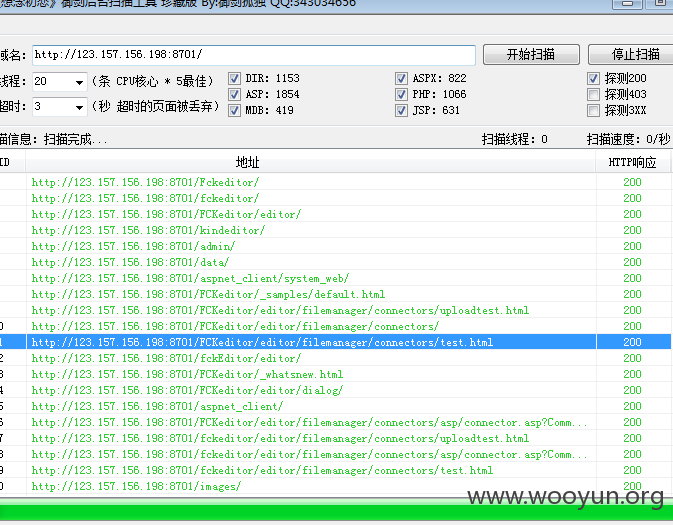 想念初恋》御剑后台扫描工具 珍藏版 By:御剑孤独 QQ:343034656
域名: http://123.157.156.198:8701/ 开始扫描 停止扫描
线程: 20 (条 CPU核心 * 5最佳) DIR: 1153 ASPX: 822 探测200
超时: 3 (秒 超时的页面被丢弃) ASP: 1854 PHP: 1066 探测403
MDB: 419 JSP: 631 探测3XX
描信息: 扫描完成... 扫描线程: 0 扫描速度: 0/秒
ID 地址 HTTP响应
http://123.157.156.198:8701/Fckeditor/ 200
http://123.157.156.198:8701/fckeditor/ 200
http://123.157.156.198:8701/FCKeditor/editor/ 200
http://123.157.156.198:8701/kindeditor/ 200
http://123.157.156.198:8701/admin/ 200
http://123.157.156.198:8701/data/ 200
http://123.157.156.198:8701/aspnet_client/system_web/ 200
http://123.157.156.198:8701/FCKeditor/_samples/default.html 200
http://123.157.156.198:8701/FCKeditor/editor/filemanager/connectors/uploadtest.html 200
0 http://123.157.156.198:8701/FCKeditor/editor/filemanager/connectors/ 200
1 http://123.157.156.198:8701/FCKeditor/editor/filemanager/connectors/test.html 200
2 http://123.157.156.198:8701/fckEditor/editor/ 200
3 http://123.157.156.198:8701/FCKeditor/_whatsnew.html 200
4 http://123.157.156.198:8701/FCKeditor/editor/dialog/ 200
5 http://123.157.156.198:8701/aspnet_client/ 200
6 http://123.157.156.198:8701/FCKeditor/editor/filemanager/connectors/asp/connector.asp?Comm... 200
7 http://123.157.156.198:8701/fckeditor/editor/filemanager/connectors/uploadtest.html 200
8 http://123.157.156.198:8701/fckeditor/editor/filemanager/connectors/asp/connector.asp?Comm... 200
9 http://123.157.156.198:8701/fckeditor/editor/filemanager/connectors/test.html 200
0 http://123.157.156.198:8701/images/ 200
www.wooyun.org